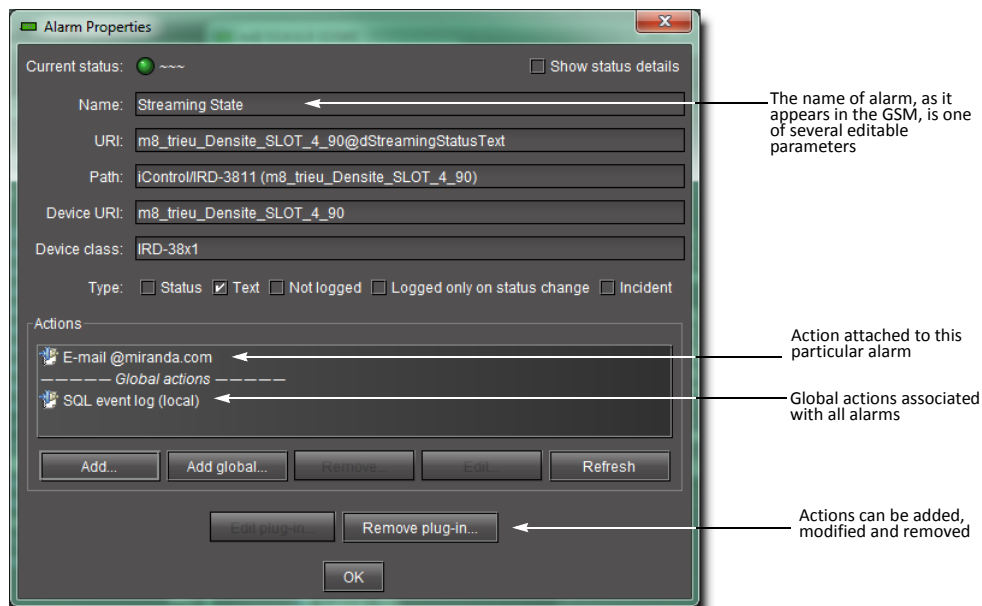 Alarm Properties
Current status: ~~~ Show status details
Name: Streaming State
URI: m8_trieu_Densite_SLOT_4_90@dStreamingStatusText
Path: iControl/IRD-3811 (m8_trieu_Densite_SLOT_4_90)
Device URI: m8_trieu_Densite_SLOT_4_90
Device class: IRD-38x1
Type: Status Text Not logged Logged only on status change Incident
Actions
E-mail @miranda.com
————— Global actions —————
SQL event log (local)
Add... Add global... Remove... Edit... Refresh
Edit plug-in... Remove plug-in...
OK
The name of alarm, as it
appears in the GSM, is one
of several editable
parameters
Action attached to this
particular alarm
Global actions associated
with all alarms
Actions can be added,
modified and removed